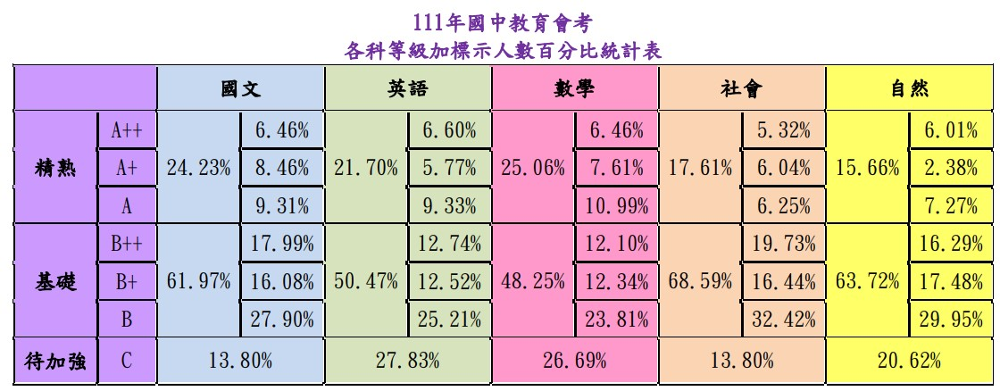 111年國中教育會考
各科等級加標示人數百分比統計表
國文 英語 數學 社會 自然
精熟 A++ 24.23% 6.46% 21.70% 6.60% 25.06% 6.46% 17.61% 5.32% 15.66% 6.01%
A+ 8.46% 5.77% 7.61% 6.04% 2.38%
A 9.31% 9.33% 10.99% 6.25% 7.27%
基礎 B++ 61.97% 17.99% 50.47% 12.74% 48.25% 12.10% 68.59% 19.73% 63.72% 16.29%
B+ 16.08% 12.52% 12.34% 16.44% 17.48%
B 27.90% 25.21% 23.81% 32.42% 29.95%
待加強 C 13.80% 27.83% 26.69% 13.80% 20.62%